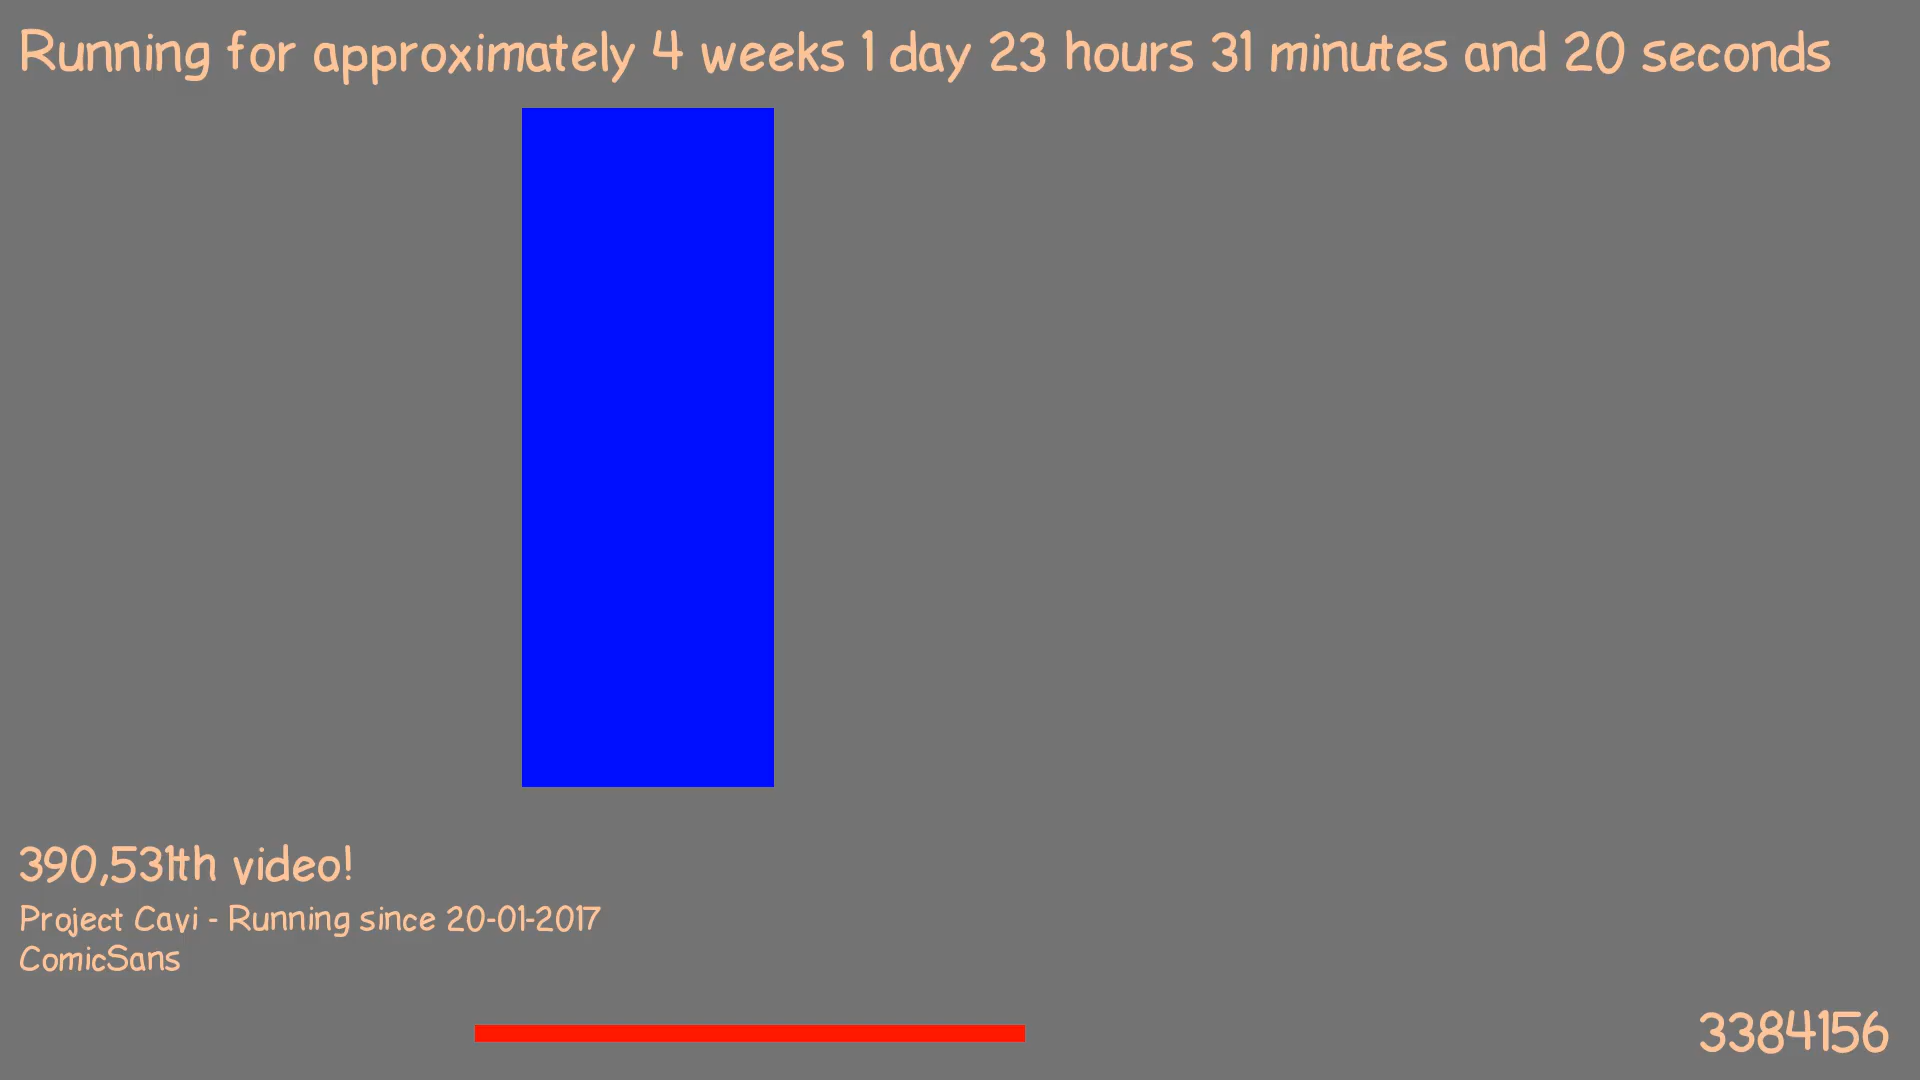 Running for approximately 4 weeks 1 day 23 hours 31 minutes and 20 seconds
390,531th video!
Project Cavi - Running since 20-01-2017
ComicSans
3384156